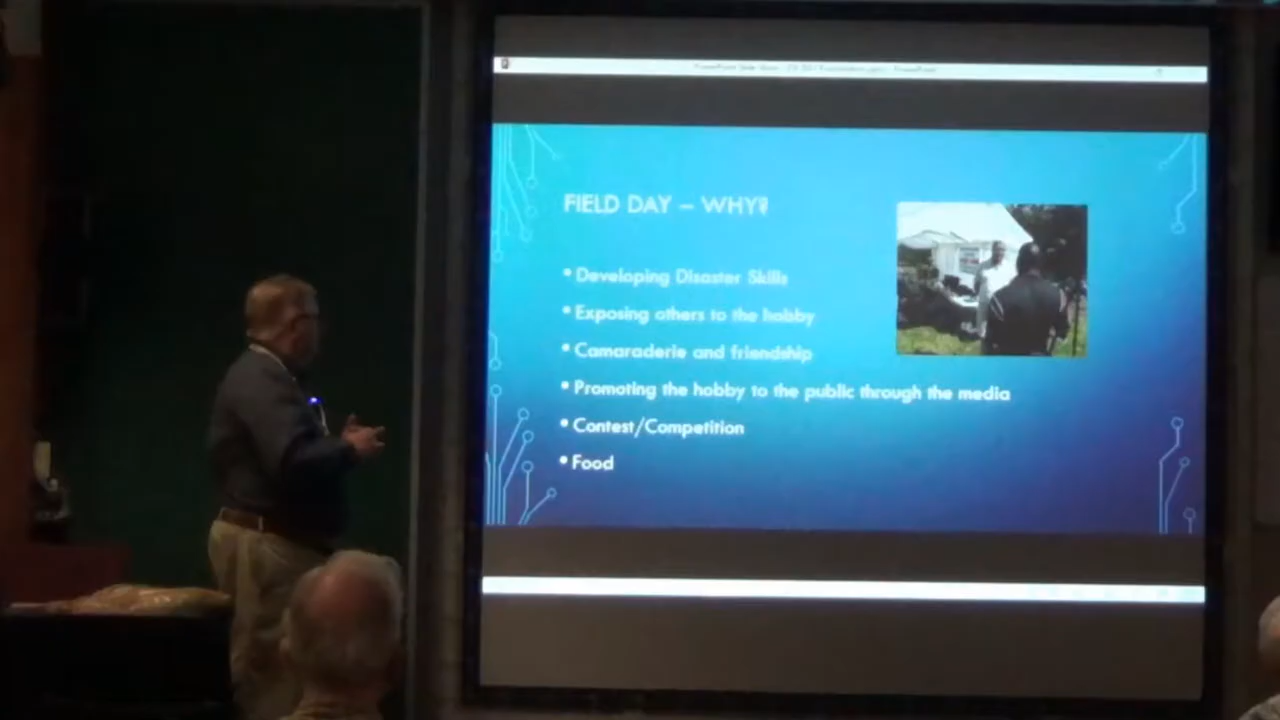 FIELD DAY – WHY?
• Developing Disaster Skills
• Exposing others to the hobby
• Camaraderie and friendship
• Promoting the hobby to the public through the media
• Contest/Competition
• Food